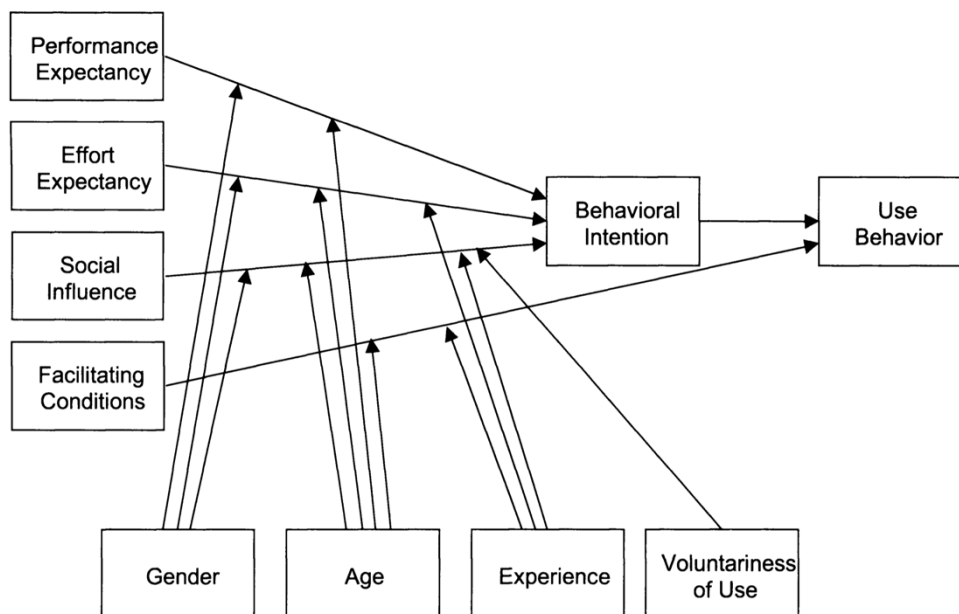 Performance
Expectancy
Effort
Expectancy
Social
Influence
Facilitating
Conditions
Behavioral
Intention
Use
Behavior
Gender
Age
Experience
Voluntariness
of Use